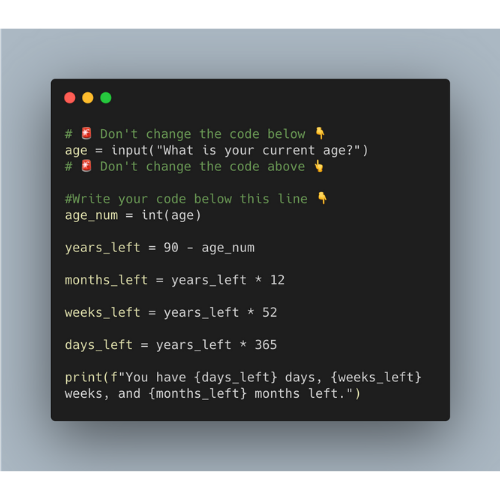 # 🚨 Don't change the code below 👇
age = input("What is your current age?")
# 🚨 Don't change the code above 👆
#Write your code below this line 👇
age_num = int(age)
years_left = 90 - age_num
months_left = years_left * 12
weeks_left = years_left * 52
days_left = years_left * 365
print(f"You have {days_left} days, {weeks_left}
weeks, and {months_left} months left.")